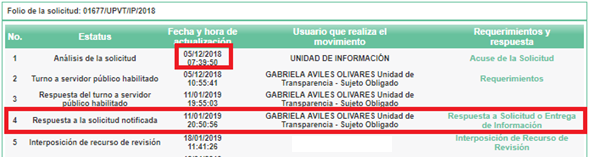 Folio de la solicitud: 01677/UPVT/IP/2018
No. Estatus Fecha y hora de actualización Usuario que realiza el movimiento Requerimientos y respuesta
1 Análisis de la solicitud 05/12/2018 07:39:50 UNIDAD DE INFORMACIÓN Acuse de la Solicitud
2 Turno a servidor público habilitado 05/12/2018 10:55:41 GABRIELA AVILES OLIVARES Unidad de Transparencia - Sujeto Obligado Requerimientos
3 Respuesta del turno a servidor público habilitado 11/01/2019 19:55:03 GABRIELA AVILES OLIVARES Unidad de Transparencia - Sujeto Obligado
4 Respuesta a la solicitud notificada 11/01/2019 20:50:56 GABRIELA AVILES OLIVARES Unidad de Transparencia - Sujeto Obligado Respuesta a Solicitud o Entrega de Información
5 Interposición de recurso de revisión 18/01/2019 11:41:26 Interposición de Recurso de Revisión